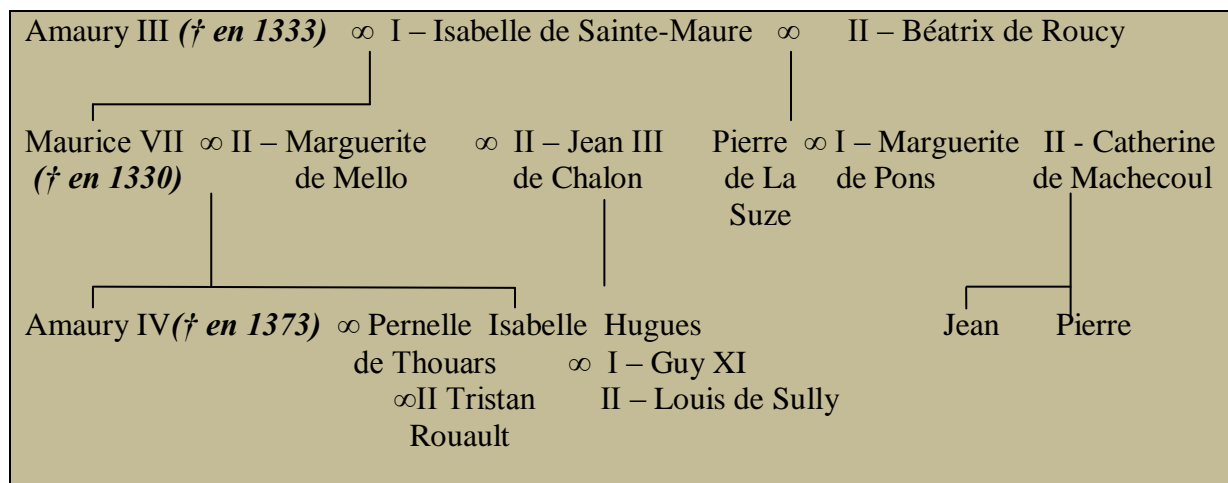 Amaury III († en 1333) ∞ I – Isabelle de Sainte-Maure ∞ II – Béatrix de Roucy
Maurice VII ∞ II – Marguerite ∞ II – Jean III Pierre ∞ I – Marguerite II - Catherine
(† en 1330) de Mello de Chalon de La de Pons de Machecoul
Suze
Amaury IV († en 1373) ∞ Pernelle Isabelle Hugues Jean Pierre
de Thouars ∞ I – Guy XI
∞II Tristan II – Louis de Sully
Rouault